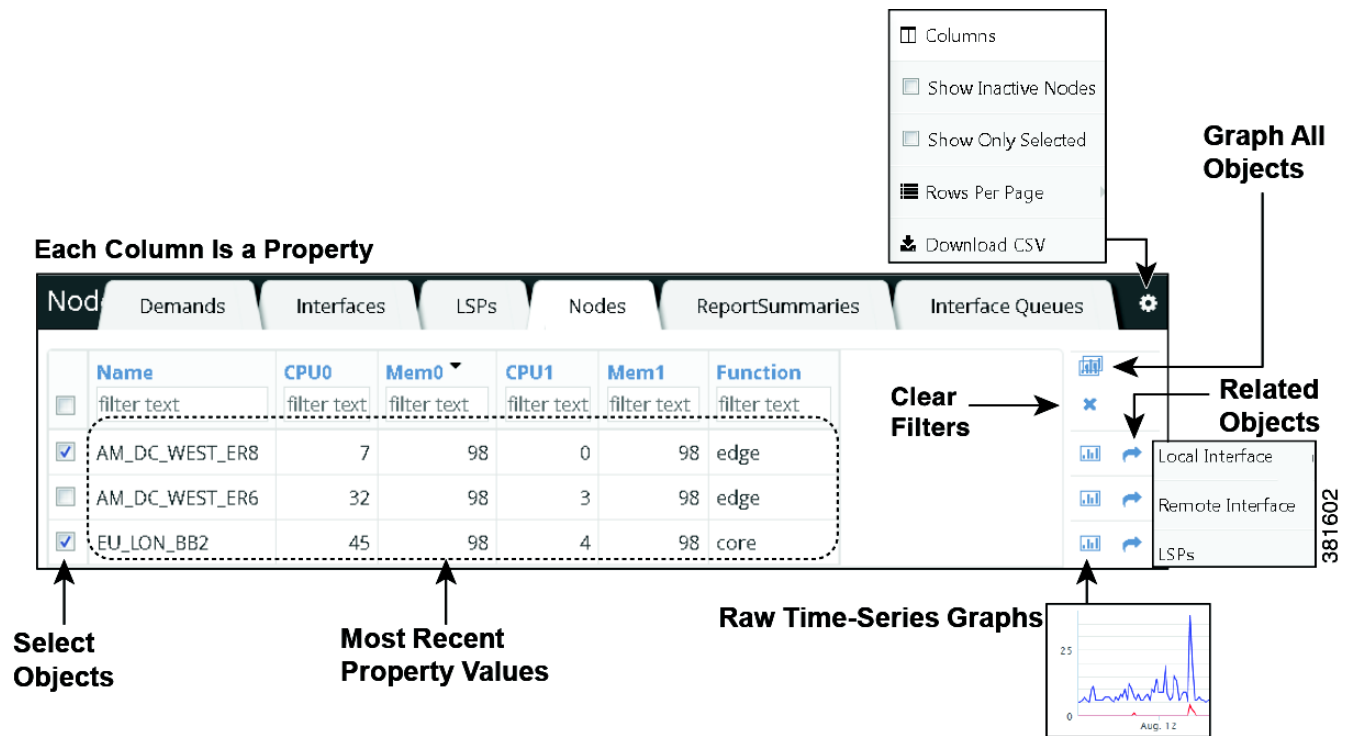 Columns
Show Inactive Nodes
Show Only Selected
Rows Per Page
Download CSV
Graph All
Objects
Each Column Is a Property
Nod
Demands
Interfaces
LSPs
Nodes
ReportSummaries
Interface Queues
Name CPU0 Mem0 CPU1 Mem1 Function
filter text filter text filter text filter text filter text filter text
AM_DC_WEST_ER8 7 98 0 98 edge
AM_DC_WEST_ER6 32 98 3 98 edge
EU_LON_BB2 45 98 4 98 core
Clear
Filters
Related
Objects
Local Interface
Remote Interface
LSPs
381602
Select
Objects
Most Recent
Property Values
Raw Time-Series Graphs
25
0
Aug. 12